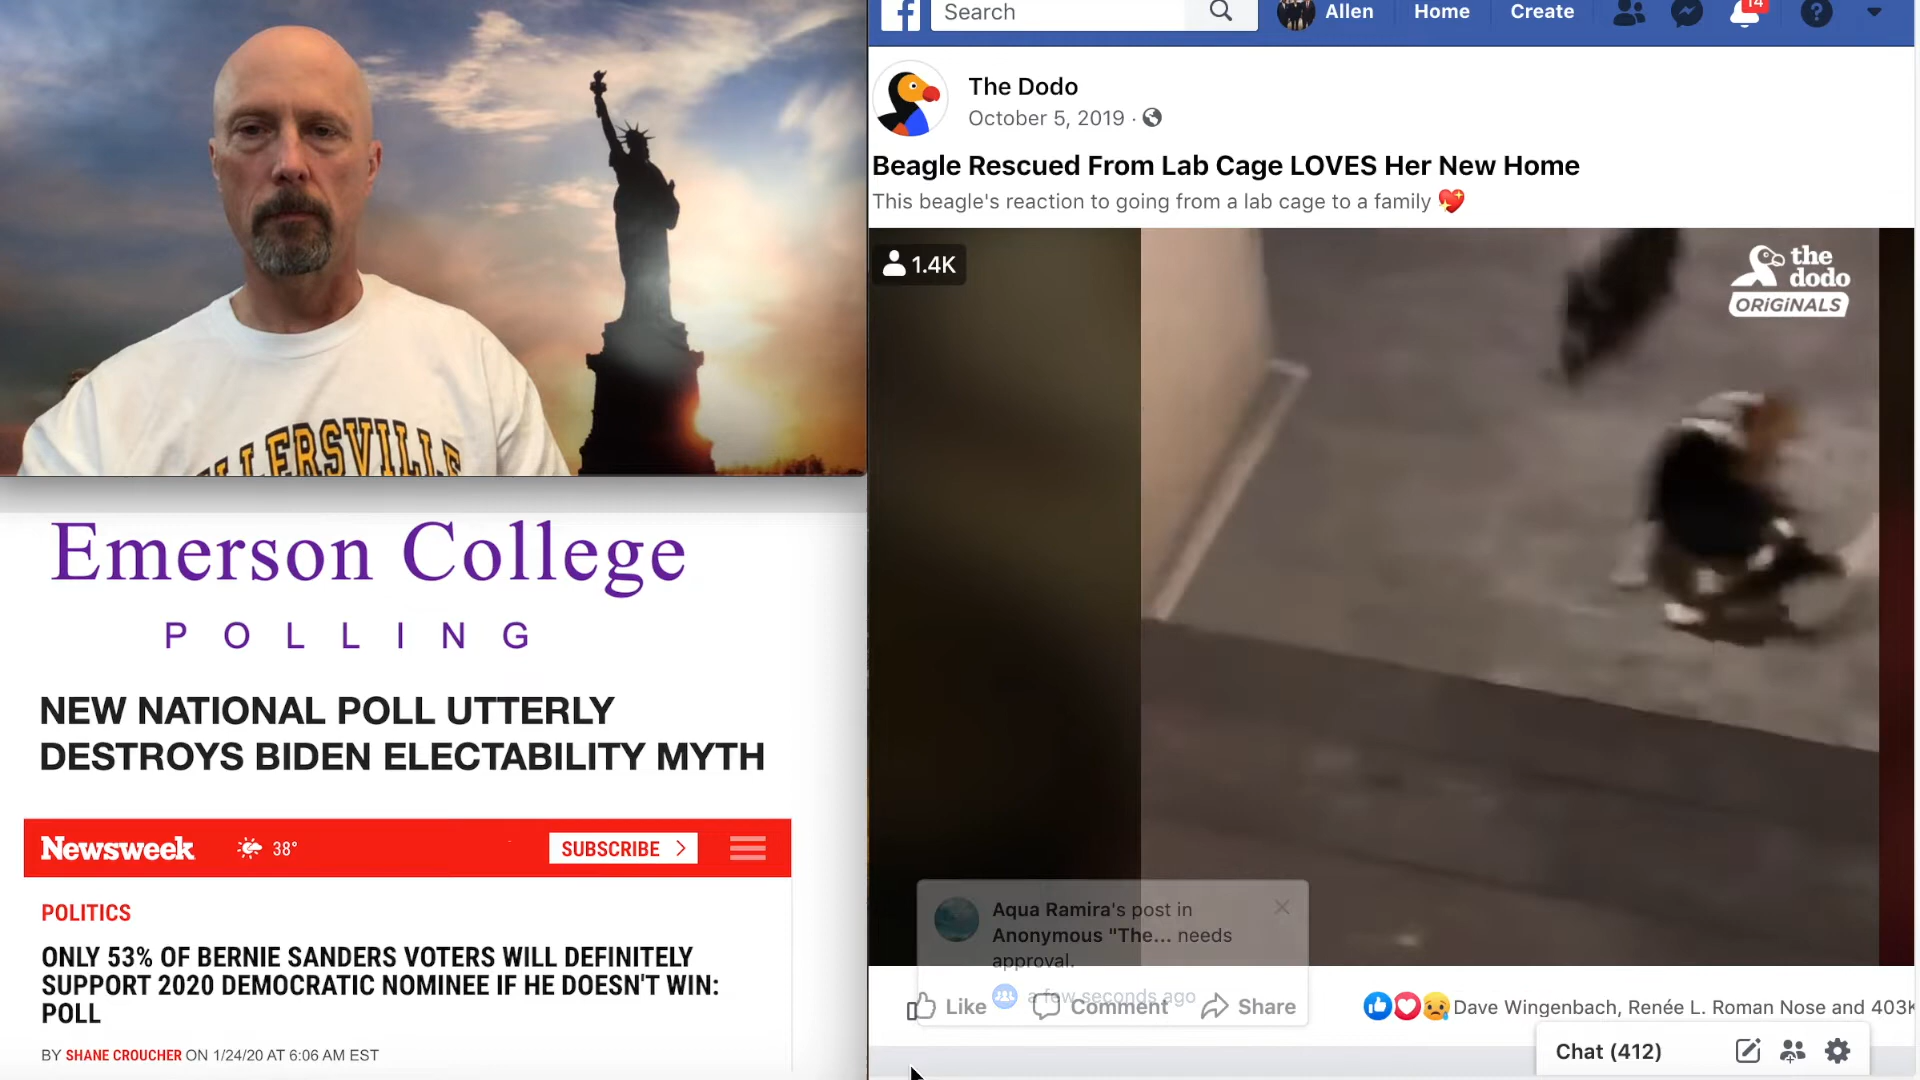 LLERSVILLE
Emerson College
POLLING
NEW NATIONAL POLL UTTERLY
DESTROYS BIDEN ELECTABILITY MYTH
Newsweek 38° SUBSCRIBE
POLITICS
ONLY 53% OF BERNIE SANDERS VOTERS WILL DEFINITELY
SUPPORT 2020 DEMOCRATIC NOMINEE IF HE DOESN'T WIN:
POLL
BY SHANE CROUCHER ON 1/24/20 AT 6:06 AM EST
Search Allen Home Create 14
The Dodo
October 5, 2019 ·
Beagle Rescued From Lab Cage LOVES Her New Home
This beagle's reaction to going from a lab cage to a family
1.4K
the
dodo
ORiGiNALS
Aqua Ramira's post in
Anonymous "The... needs
approval.
a few seconds ago
Like Comment Share Dave Wingenbach, Renée L. Roman Nose and 403K
Chat (412)